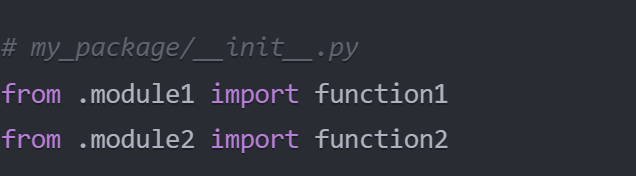 # my_package/__init__.py
from .module1 import function1
from .module2 import function2